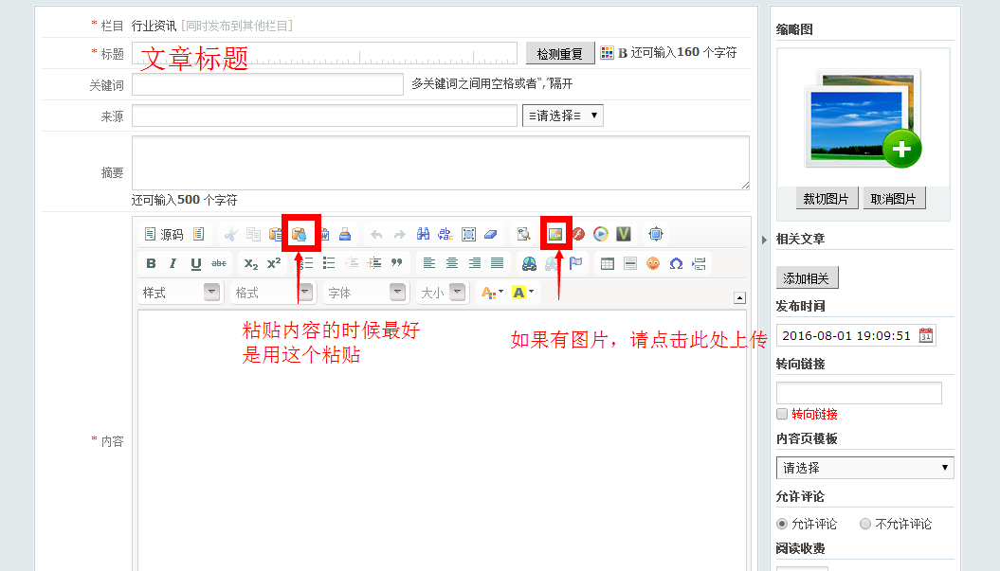 * 栏目 行业资讯 [同时发布到其他栏目]
* 标题 文章标题 检测重复 B 还可输入160 个字符
关键词 多关键词之间用空格或者“,”隔开
来源 ≡请选择≡
摘要
还可输入500 个字符
源码
B I U abc X₂ X²
样式 格式 字体 大小 A A
粘贴内容的时候最好
是用这个粘贴
如果有图片，请点击此处上传
* 内容
缩略图
裁切图片 取消图片
相关文章
添加相关
发布时间
2016-08-01 19:09:51
转向链接
转向链接
内容页模板
请选择
允许评论
允许评论 不允许评论
阅读收费